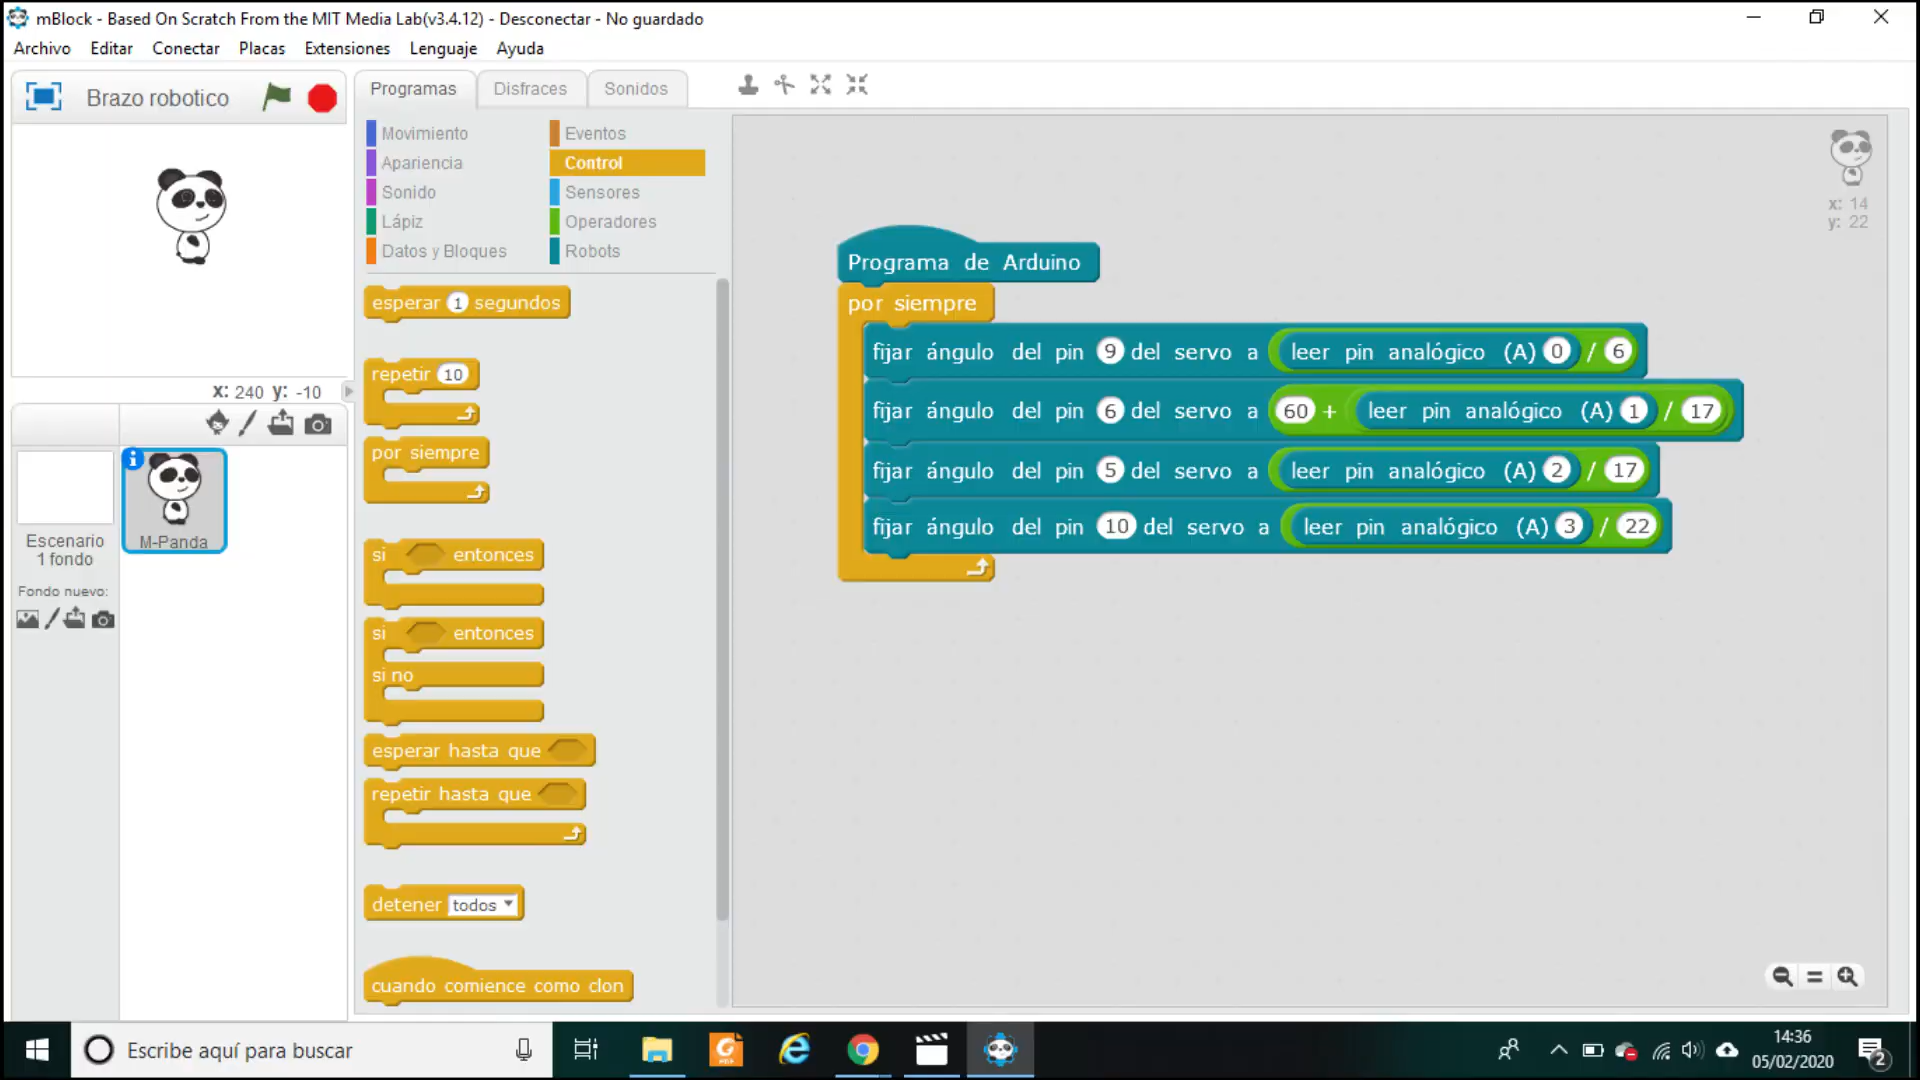 mBlock - Based On Scratch From the MIT Media Lab(v3.4.12) - Desconectar - No guardado
Archivo Editar Conectar Placas Extensiones Lenguaje Ayuda
Brazo robotico
Programas Disfraces Sonidos
Movimiento Eventos
Apariencia Control
Sonido Sensores
Lápiz Operadores
Datos y Bloques Robots
x: 14
y: 22
esperar 1 segundos
repetir 10
por siempre
si entonces
si entonces
si no
esperar hasta que
repetir hasta que
detener todos
cuando comience como clon
Programa de Arduino
por siempre
fijar ángulo del pin 9 del servo a leer pin analógico (A) 0 / 6
fijar ángulo del pin 6 del servo a 60 + leer pin analógico (A) 1 / 17
fijar ángulo del pin 5 del servo a leer pin analógico (A) 2 / 17
fijar ángulo del pin 10 del servo a leer pin analógico (A) 3 / 22
x: 240 y: -10
Escenario
1 fondo
M-Panda
Fondo nuevo:
Escribe aquí para buscar
14:36
05/02/2020
2